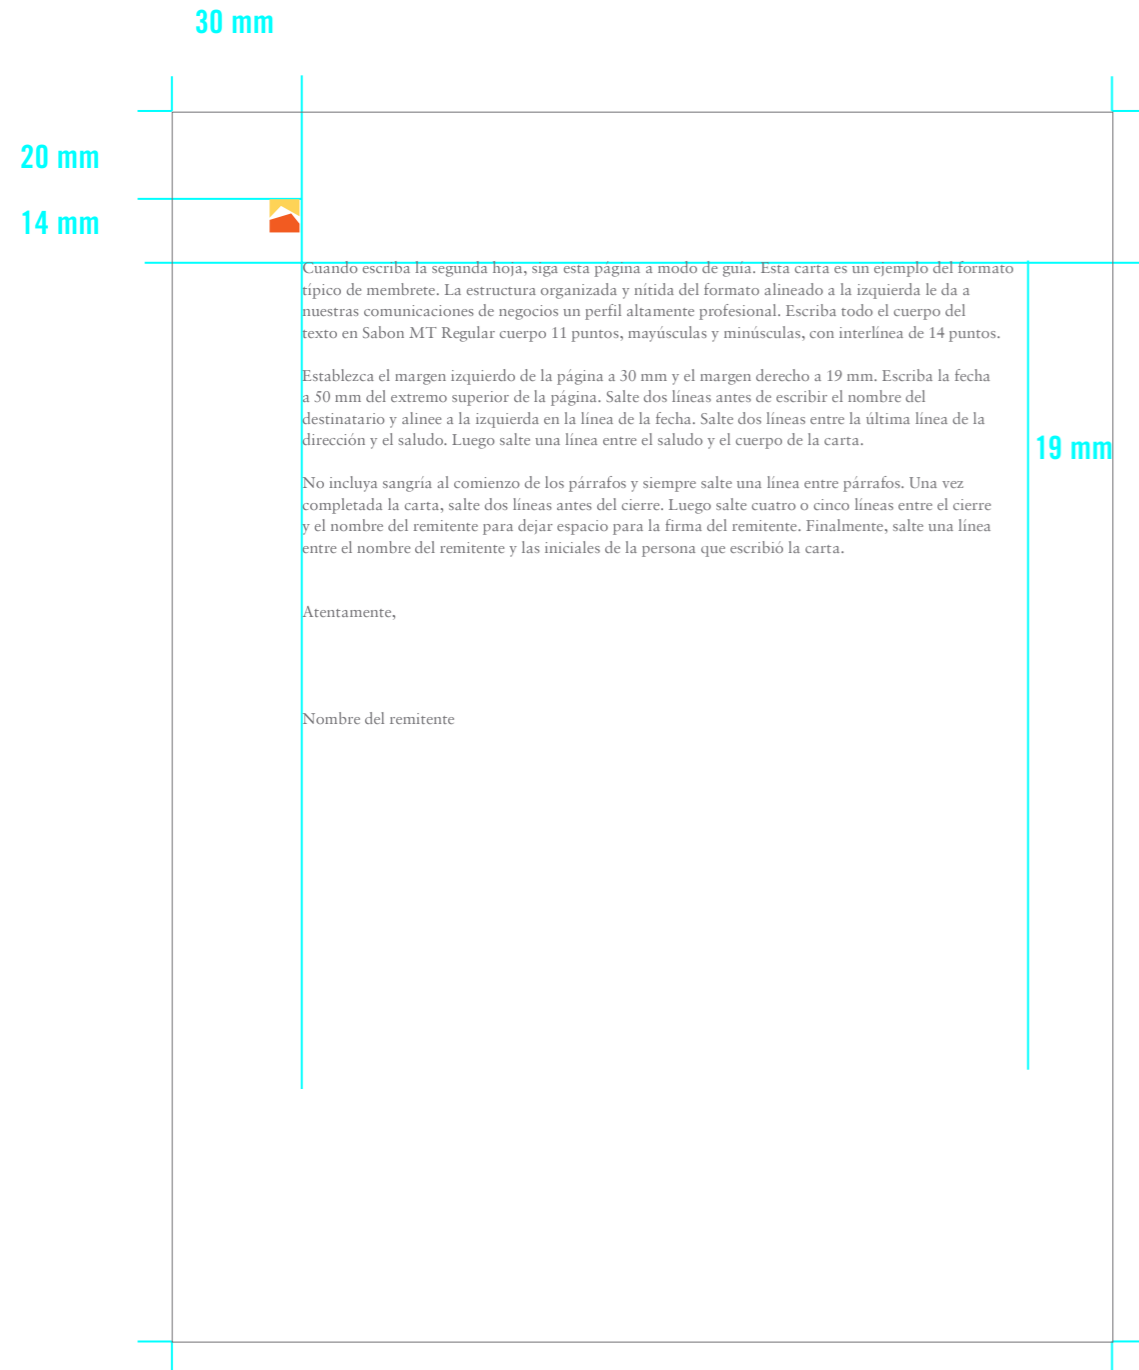 30 mm
20 mm
14 mm
Cuando escriba la segunda hoja, siga esta página a modo de guía. Esta carta es un ejemplo del formato
típico de membrete. La estructura organizada y nítida del formato alineado a la izquierda le da a
nuestras comunicaciones de negocios un perfil altamente profesional. Escriba todo el cuerpo del
texto en Sabon MT Regular cuerpo 11 puntos, mayúsculas y minúsculas, con interlínea de 14 puntos.
Establezca el margen izquierdo de la página a 30 mm y el margen derecho a 19 mm. Escriba la fecha
a 50 mm del extremo superior de la página. Salte dos líneas antes de escribir el nombre del
destinatario y alinee a la izquierda en la línea de la fecha. Salte dos líneas entre la última línea de la
dirección y el saludo. Luego salte una línea entre el saludo y el cuerpo de la carta.
19 mm
No incluya sangría al comienzo de los párrafos y siempre salte una línea entre párrafos. Una vez
completada la carta, salte dos líneas antes del cierre. Luego salte cuatro o cinco líneas entre el cierre
y el nombre del remitente para dejar espacio para la firma del remitente. Finalmente, salte una línea
entre el nombre del remitente y las iniciales de la persona que escribió la carta.
Atentamente,
Nombre del remitente